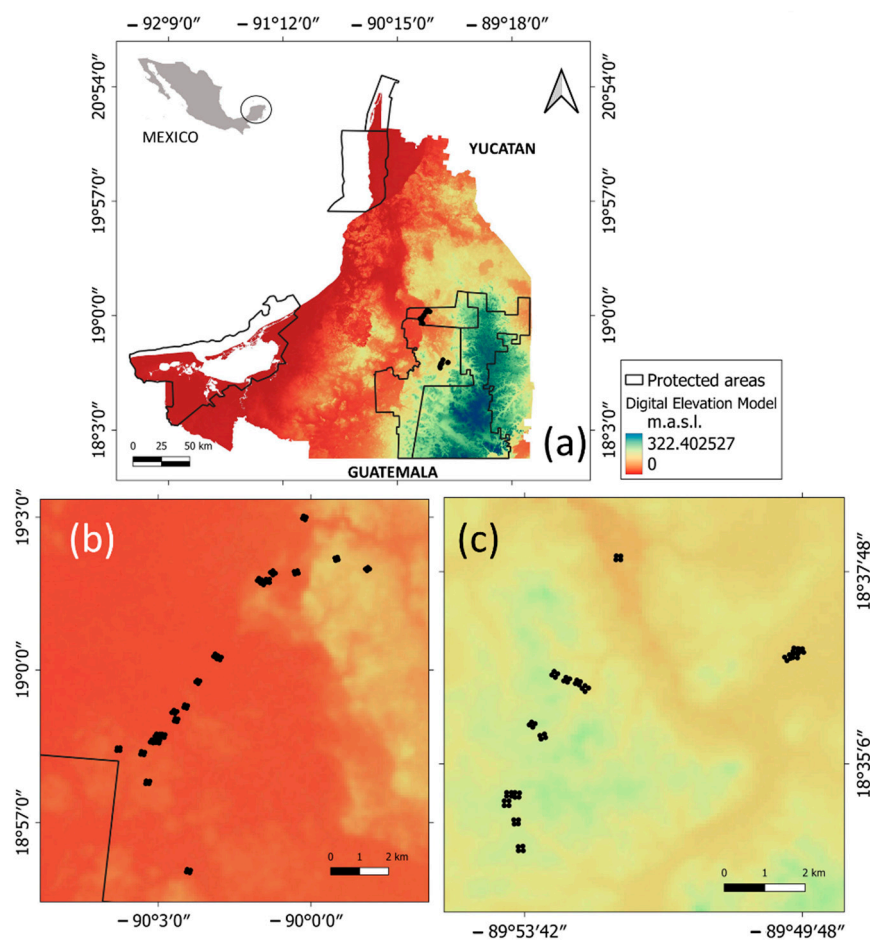 − 92°9′0″ − 91°12′0″ − 90°15′0″ − 89°18′0″
20°54′0″
19°57′0″
19°0′0″
18°3′0″
20°54′0″
19°57′0″
19°0′0″
18°3′0″
MEXICO
YUCATAN
GUATEMALA
0 25 50 km
(a)
Protected areas
Digital Elevation Model
m.a.s.l.
322.402527
0
(b)
19°3′0″
19°0′0″
18°57′0″
0 1 2 km
− 90°3′0″ − 90°0′0″
(c)
18°37′48″
18°35′6″
0 1 2 km
− 89°53′42″ − 89°49′48″